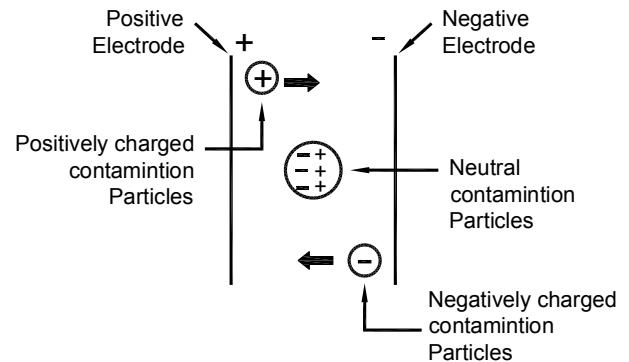 Positive
Electrode
+
–
Negative
Electrode
+
Positively charged
contamintion
Particles
– +
– +
– +
Neutral
contamintion
Particles
–
Negatively charged
contamintion
Particles